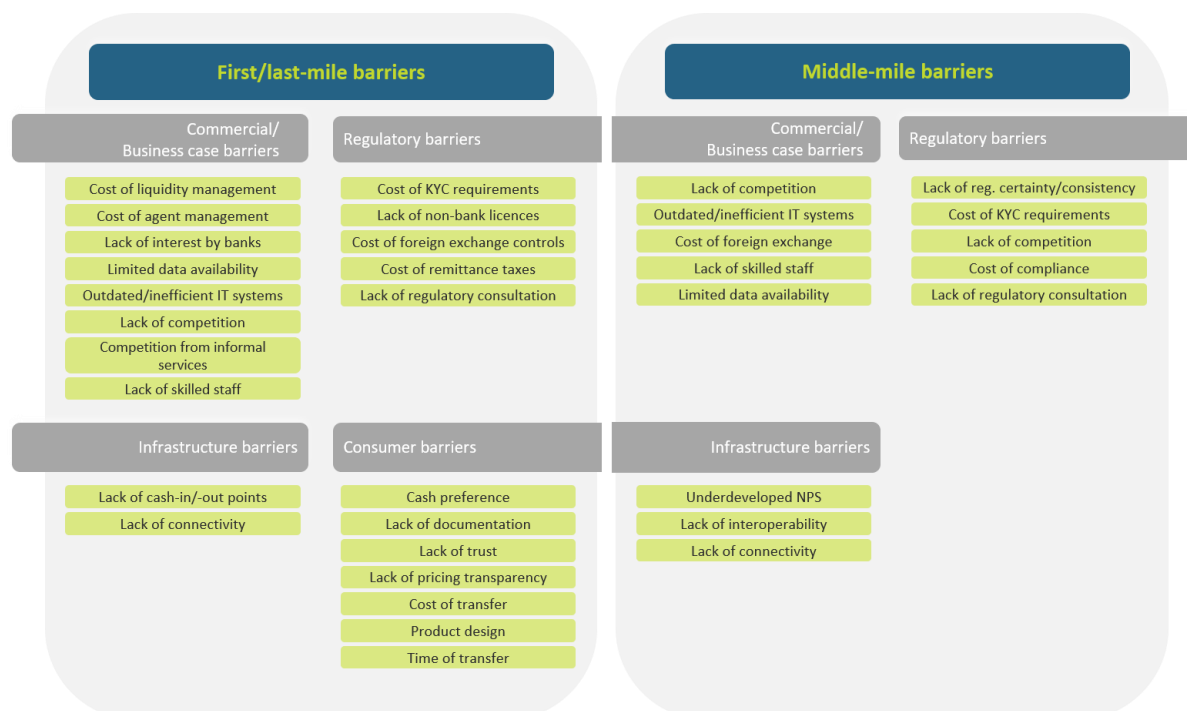 First/last-mile barriers
Commercial/
Business case barriers
Cost of liquidity management
Cost of agent management
Lack of interest by banks
Limited data availability
Outdated/inefficient IT systems
Lack of competition
Competition from informal
services
Lack of skilled staff
Regulatory barriers
Cost of KYC requirements
Lack of non-bank licences
Cost of foreign exchange controls
Cost of remittance taxes
Lack of regulatory consultation
Infrastructure barriers
Lack of cash-in/-out points
Lack of connectivity
Consumer barriers
Cash preference
Lack of documentation
Lack of trust
Lack of pricing transparency
Cost of transfer
Product design
Time of transfer
Middle-mile barriers
Commercial/
Business case barriers
Lack of competition
Outdated/inefficient IT systems
Cost of foreign exchange
Lack of skilled staff
Limited data availability
Regulatory barriers
Lack of reg. certainty/consistency
Cost of KYC requirements
Lack of competition
Cost of compliance
Lack of regulatory consultation
Infrastructure barriers
Underdeveloped NPS
Lack of interoperability
Lack of connectivity